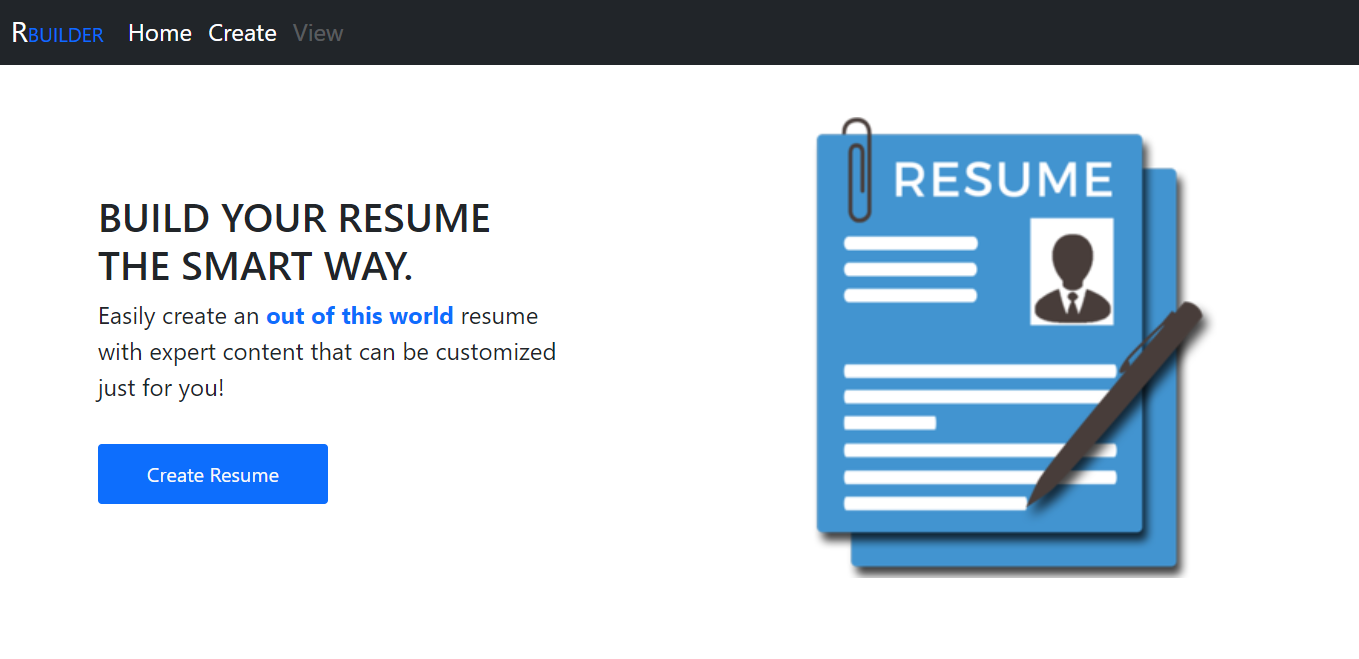 RBUILDER Home Create View
RESUME
BUILD YOUR RESUME
THE SMART WAY.
Easily create an out of this world resume
with expert content that can be customized
just for you!
Create Resume